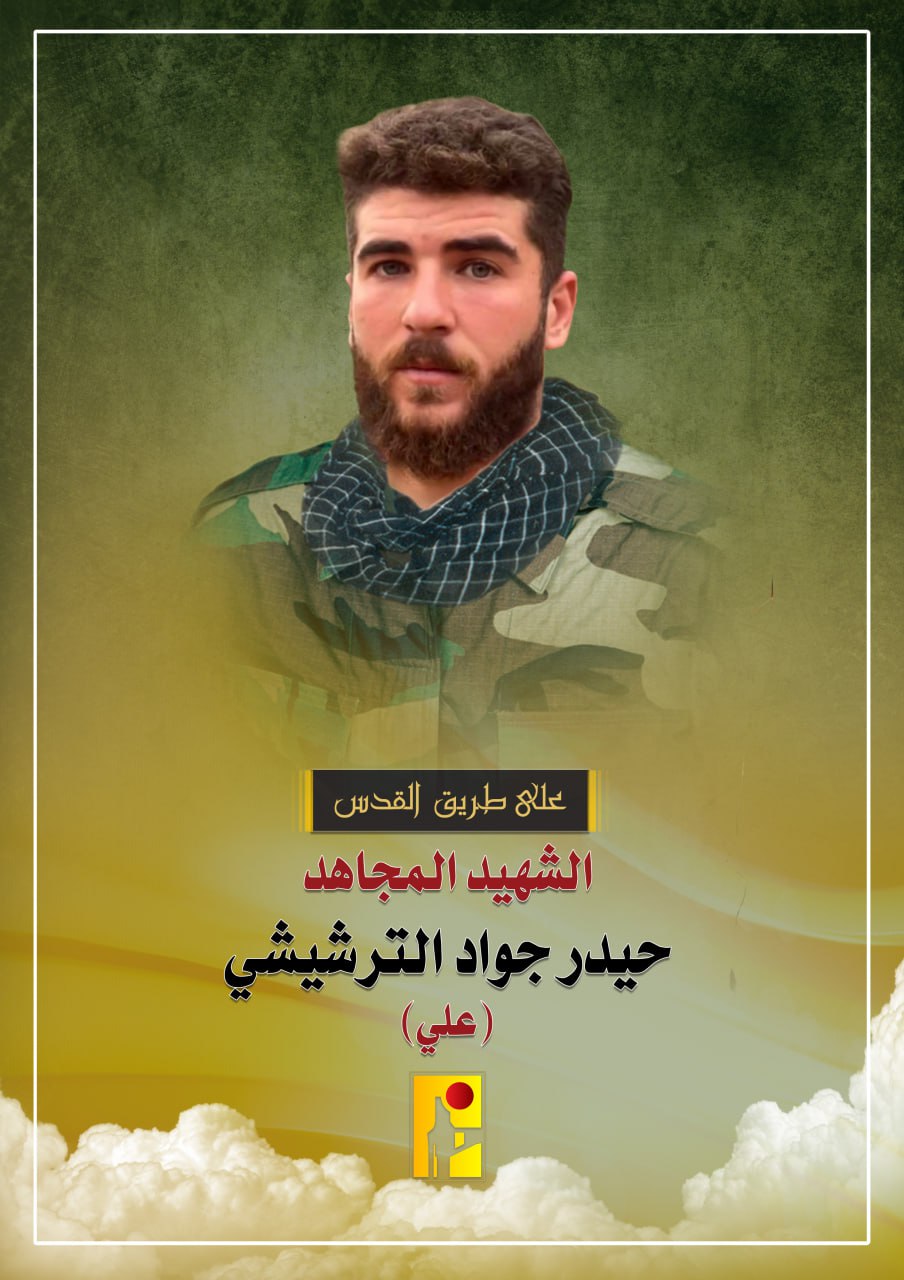 على طريق القدس
الشهيد المجاهد
حيدر جواد الترشيشي
(علي)